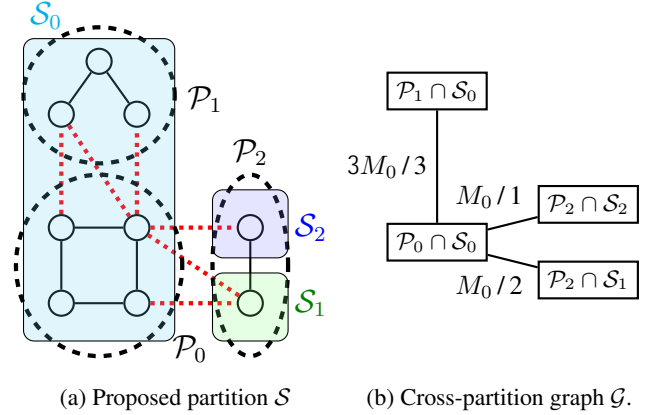 𝒮₀
𝒫₁
𝒫₂
𝒮₂
𝒮₁
𝒫₀
𝒫₁ ∩ 𝒮₀
3M₀/3
M₀/1
𝒫₂ ∩ 𝒮₂
𝒫₀ ∩ 𝒮₀
M₀/2
𝒫₂ ∩ 𝒮₁
(a) Proposed partition 𝒮
(b) Cross-partition graph 𝒢.